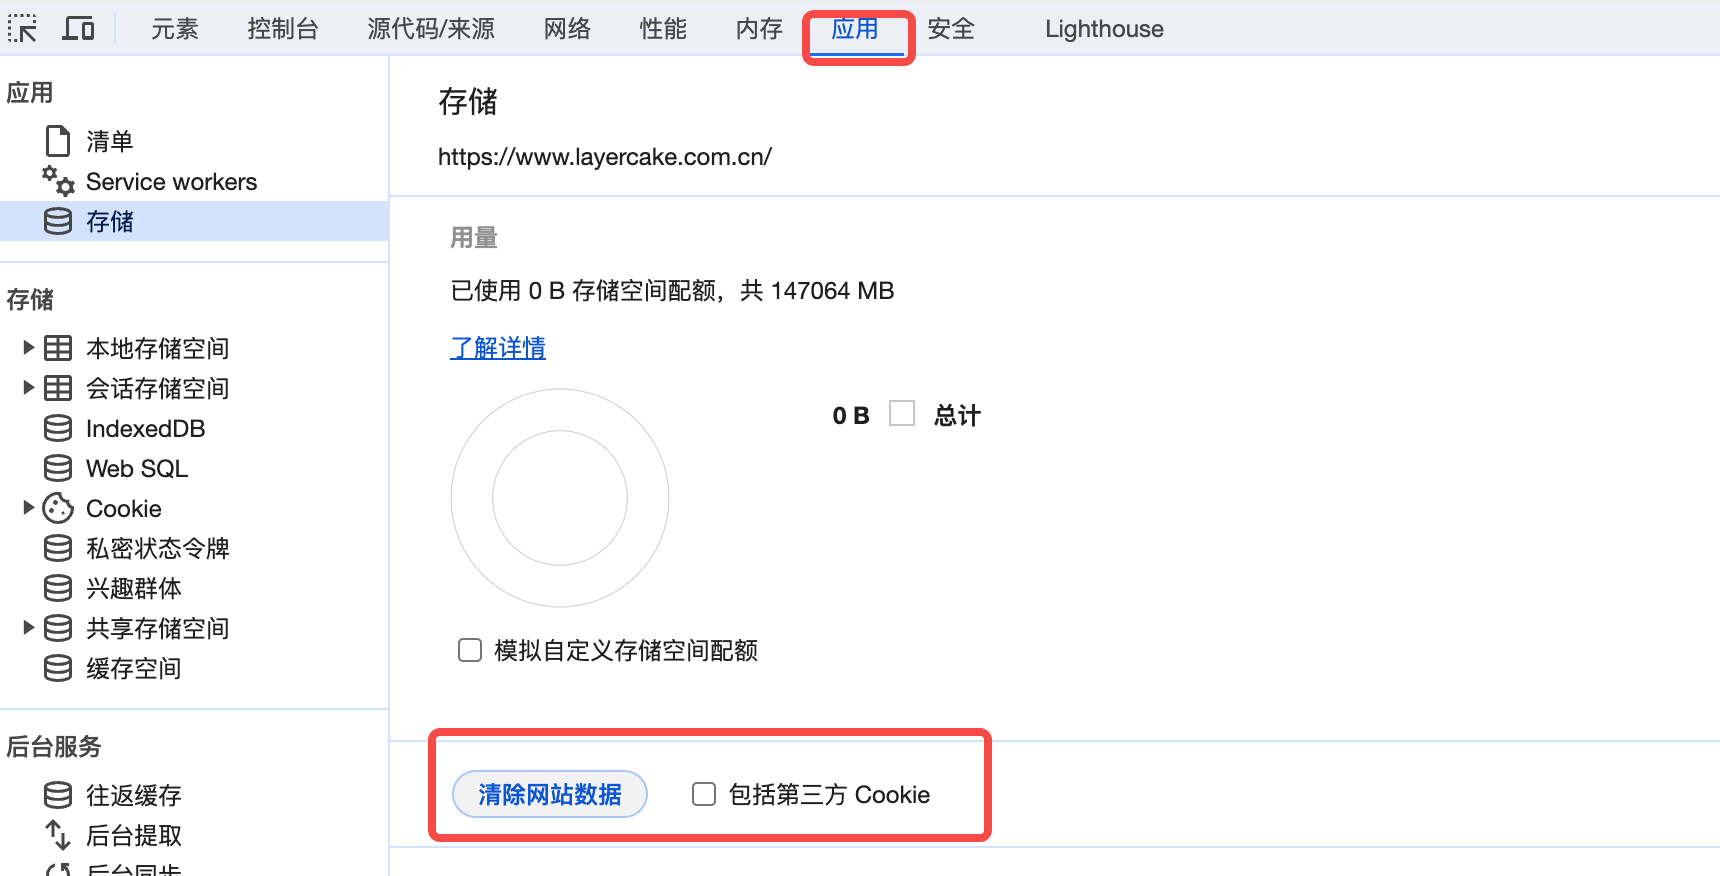 元素
控制台
源代码/来源
网络
性能
内存
应用
安全
Lighthouse
应用
清单
Service workers
存储
存储
本地存储空间
会话存储空间
IndexedDB
Web SQL
Cookie
私密状态令牌
兴趣群体
共享存储空间
缓存空间
后台服务
往返缓存
后台提取
后台同步
存储
https://www.layercake.com.cn/
用量
已使用 0 B 存储空间配额，共 147064 MB
了解详情
0 B 总计
模拟自定义存储空间配额
清除网站数据
包括第三方 Cookie